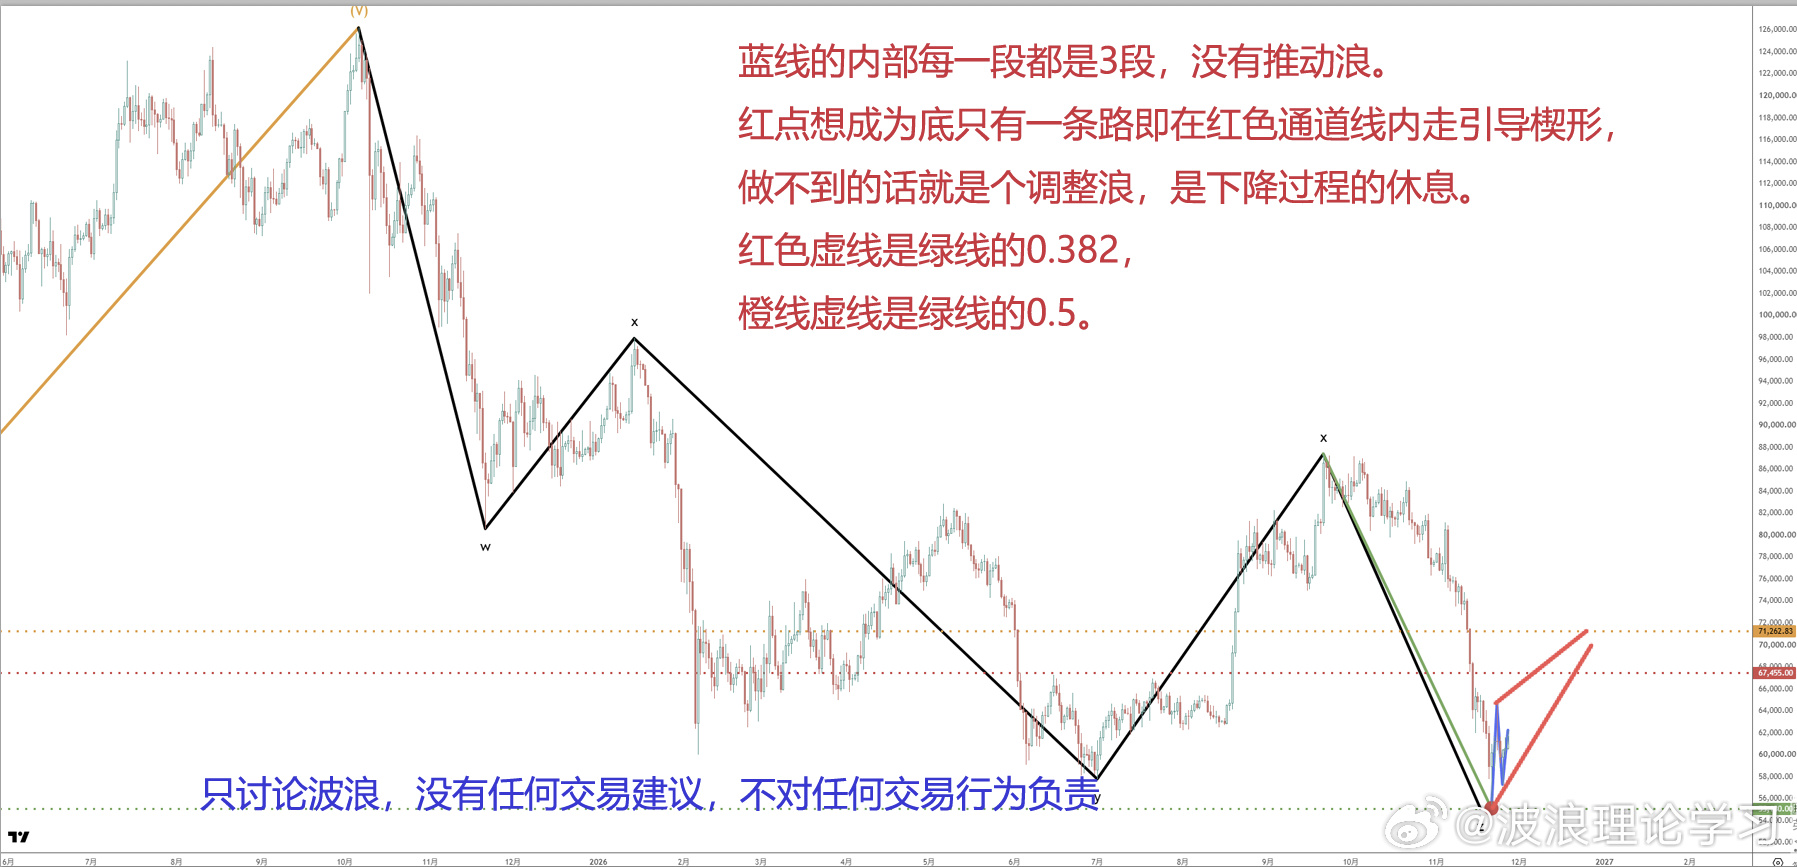 (V)
蓝线的内部每一段都是3段，没有推动浪。
红点想成为底只有一条路即在红色通道线内走引导楔形，
做不到的话就是个调整浪，是下降过程的休息。
红色虚线是绿线的0.382，
橙线虚线是绿线的0.5。
x
w
x
y
z
只讨论波浪，没有任何交易建议，不对任何交易行为负责
@波浪理论学习
126,000.00
124,000.00
122,000.00
120,000.00
118,000.00
116,000.00
114,000.00
112,000.00
110,000.00
108,000.00
106,000.00
104,000.00
102,000.00
100,000.00
98,000.00
96,000.00
94,000.00
92,000.00
90,000.00
88,000.00
86,000.00
84,000.00
82,000.00
80,000.00
78,000.00
76,000.00
74,000.00
72,000.00
71,262.83
70,000.00
68,000.00
67,455.00
66,000.00
64,000.00
62,000.00
60,000.00
58,000.00
56,000.00
6月 7月 8月 9月 10月 11月 12月 2026 2月 3月 4月 5月 6月 7月 8月 9月 10月 11月 12月 2027 2月